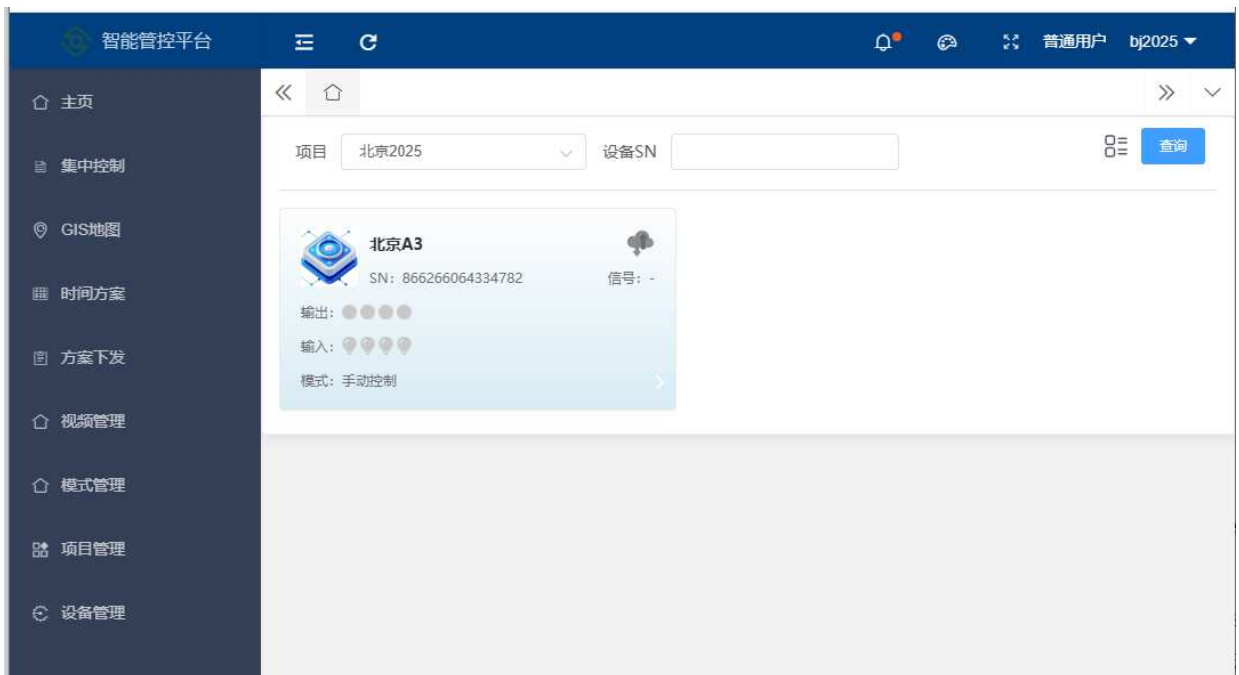 智能管控平台
普通用户 bj2025
主页
集中控制
GIS地图
时间方案
方案下发
视频管理
模式管理
项目管理
设备管理
项目 北京2025 设备SN 查询
北京A3
SN: 866266064334782 信号: -
输出:
输入:
模式: 手动控制